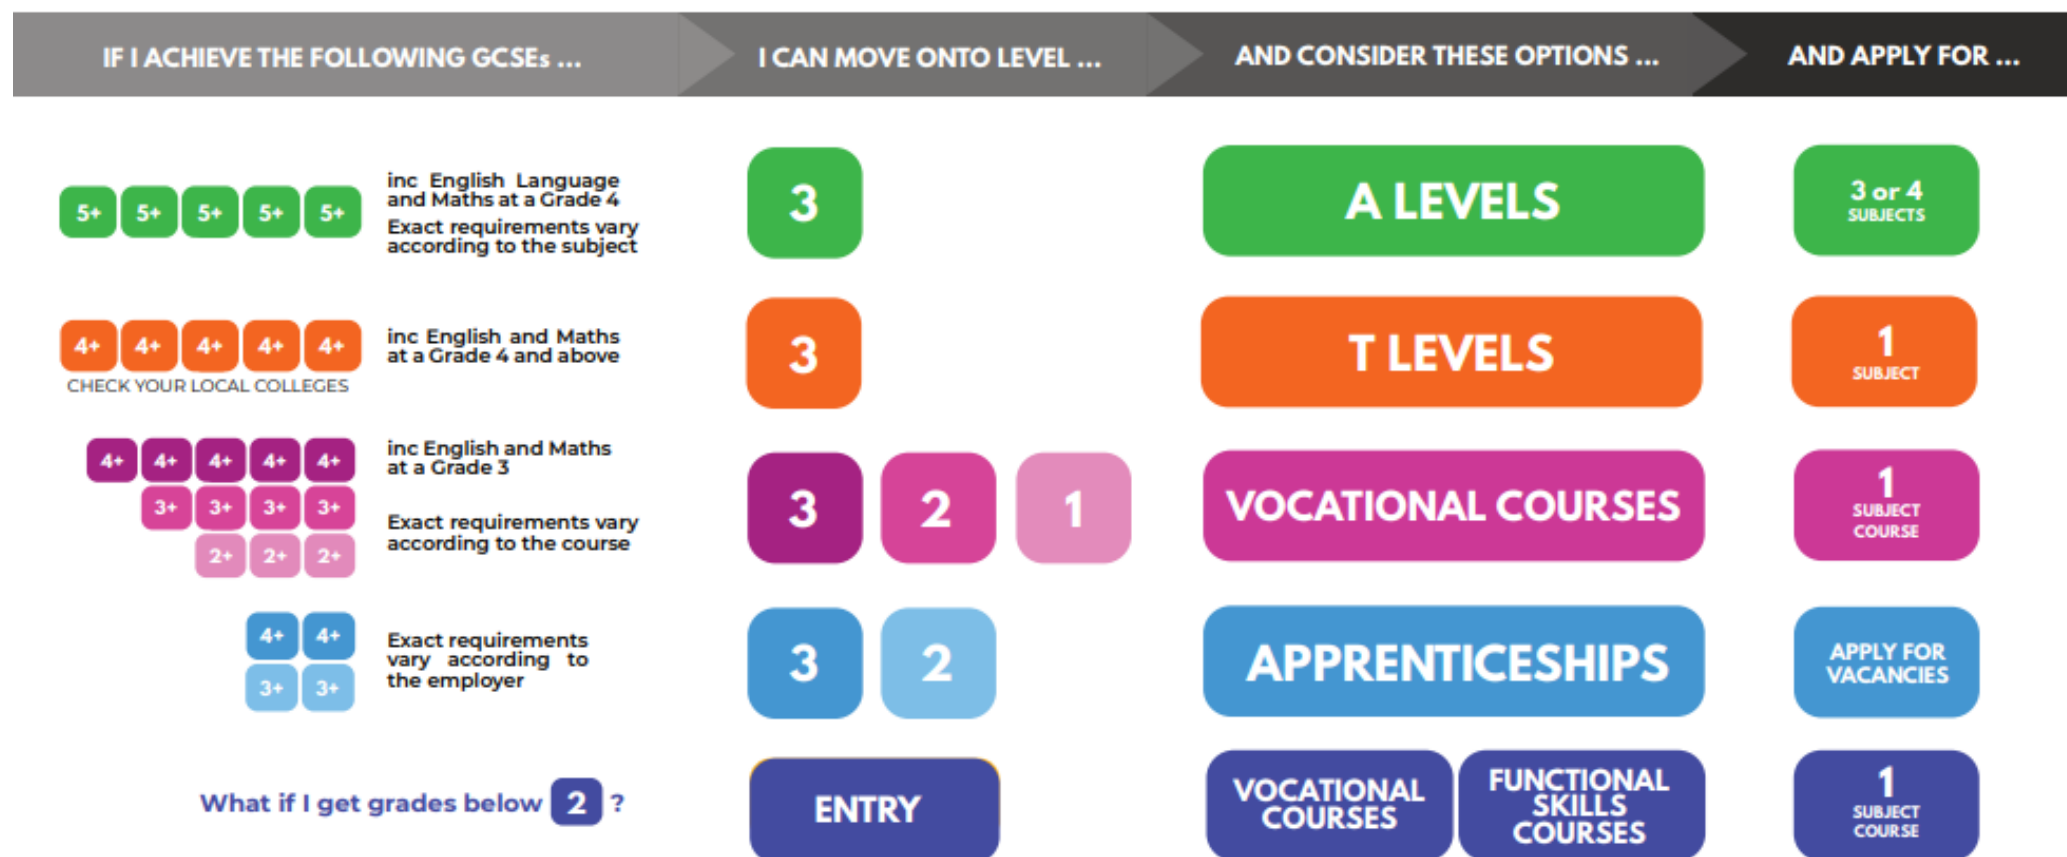 IF I ACHIEVE THE FOLLOWING GCSEs ...
I CAN MOVE ONTO LEVEL ...
AND CONSIDER THESE OPTIONS ...
AND APPLY FOR ...
5+ 5+ 5+ 5+ 5+
inc English Language
and Maths at a Grade 4
Exact requirements vary
according to the subject
3
A LEVELS
3 or 4
SUBJECTS
4+ 4+ 4+ 4+ 4+
CHECK YOUR LOCAL COLLEGES
inc English and Maths
at a Grade 4 and above
3
T LEVELS
1
SUBJECT
4+ 4+ 4+ 4+ 4+
3+ 3+ 3+ 3+
2+ 2+ 2+
inc English and Maths
at a Grade 3
Exact requirements vary
according to the course
3 2 1
VOCATIONAL COURSES
1
SUBJECT
COURSE
4+ 4+
3+ 3+
Exact requirements
vary according to
the employer
3 2
APPRENTICESHIPS
APPLY FOR
VACANCIES
What if I get grades below 2 ?
ENTRY
VOCATIONAL
COURSES
FUNCTIONAL
SKILLS
COURSES
1
SUBJECT
COURSE